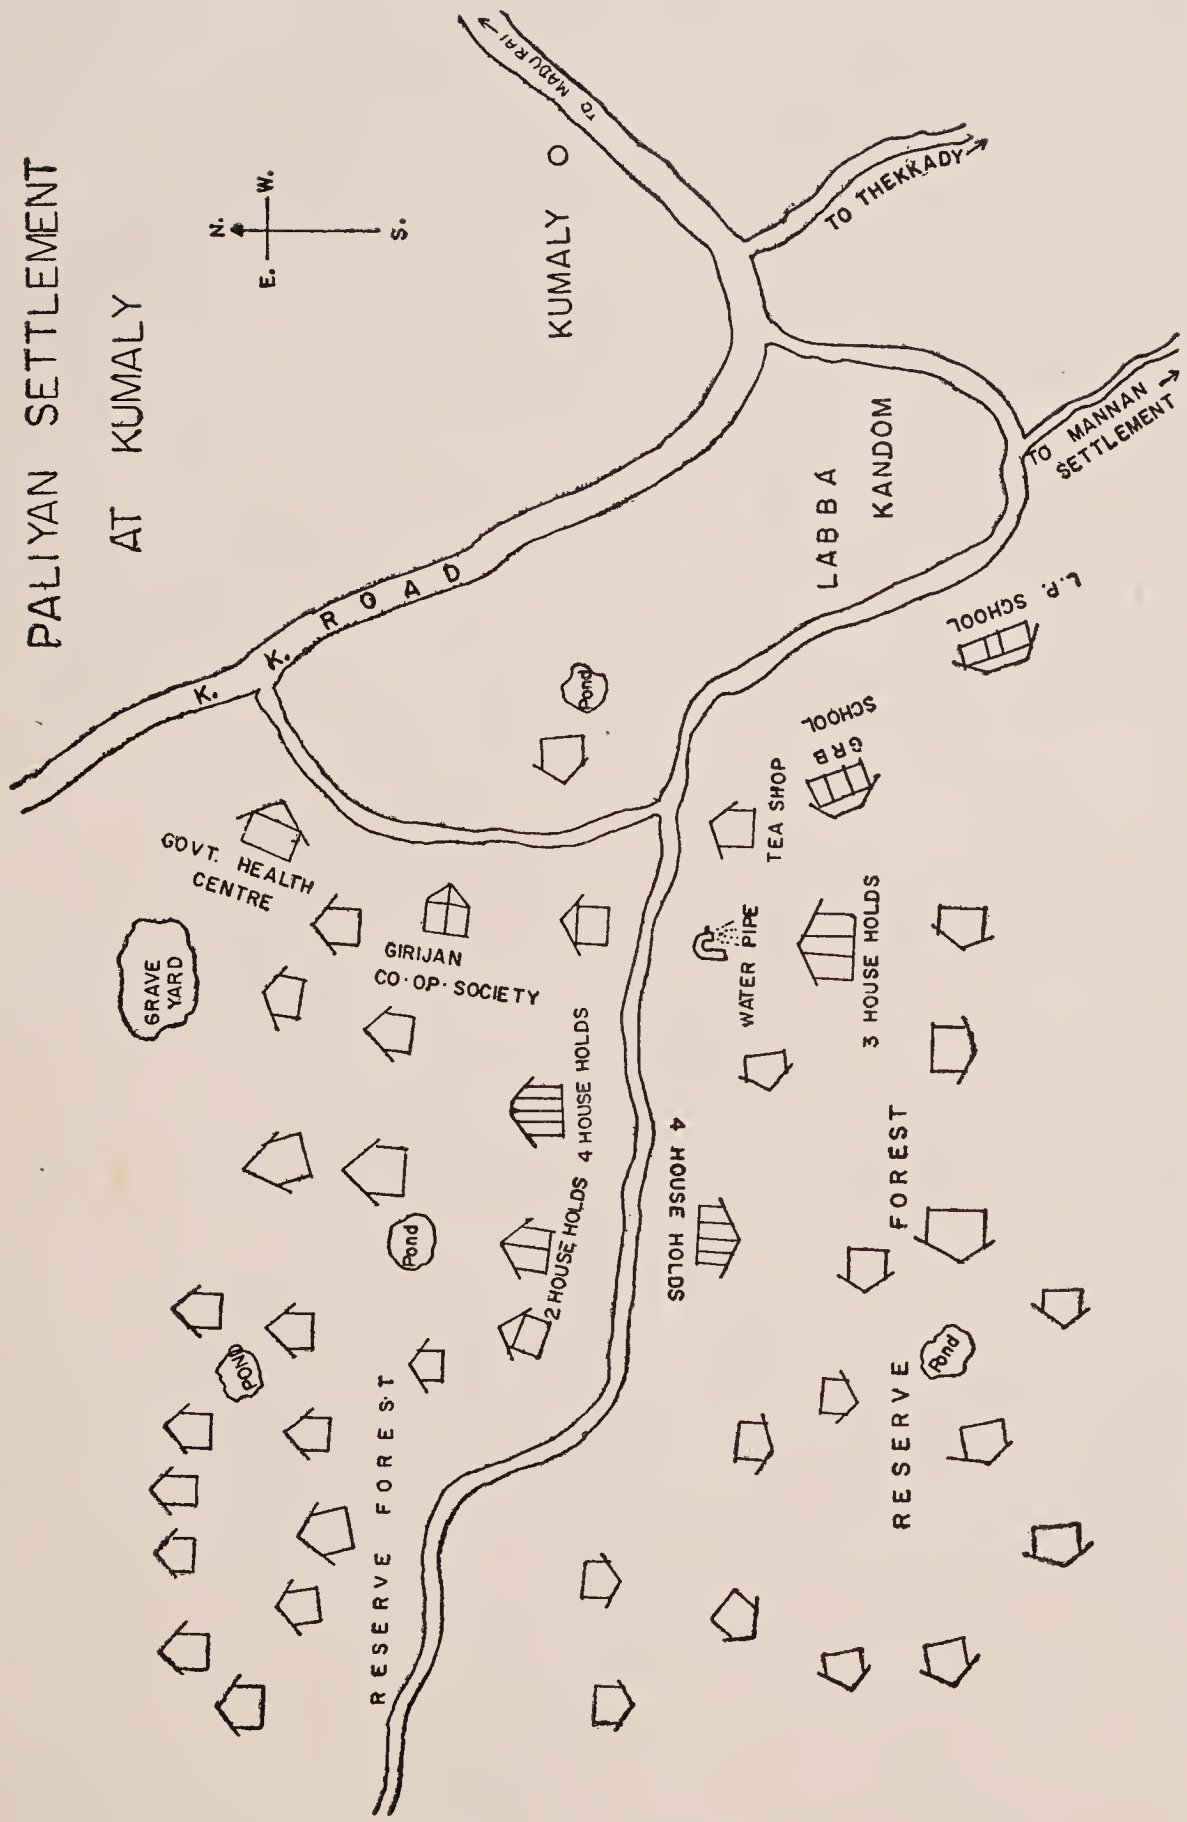 PALIYAN SETTLEMENT
AT KUMALY
N.
E.
W.
S.
TO MADURAI
KUMALY
TO THEKKADY
K. K. ROAD
LABBA
KANDOM
TO MANNAN
SETTLEMENT
L.P. SCHOOL
Pond
GRB
SCHOOL
TEA SHOP
GOVT. HEALTH
CENTRE
GRAVE
YARD
GIRIJAN
CO·OP·SOCIETY
WATER PIPE
3 HOUSE HOLDS
4 HOUSE HOLDS
2 HOUSE HOLDS
4 HOUSE HOLDS
Pond
POND
RESERVE FOREST
RESERVE FOREST
Pond